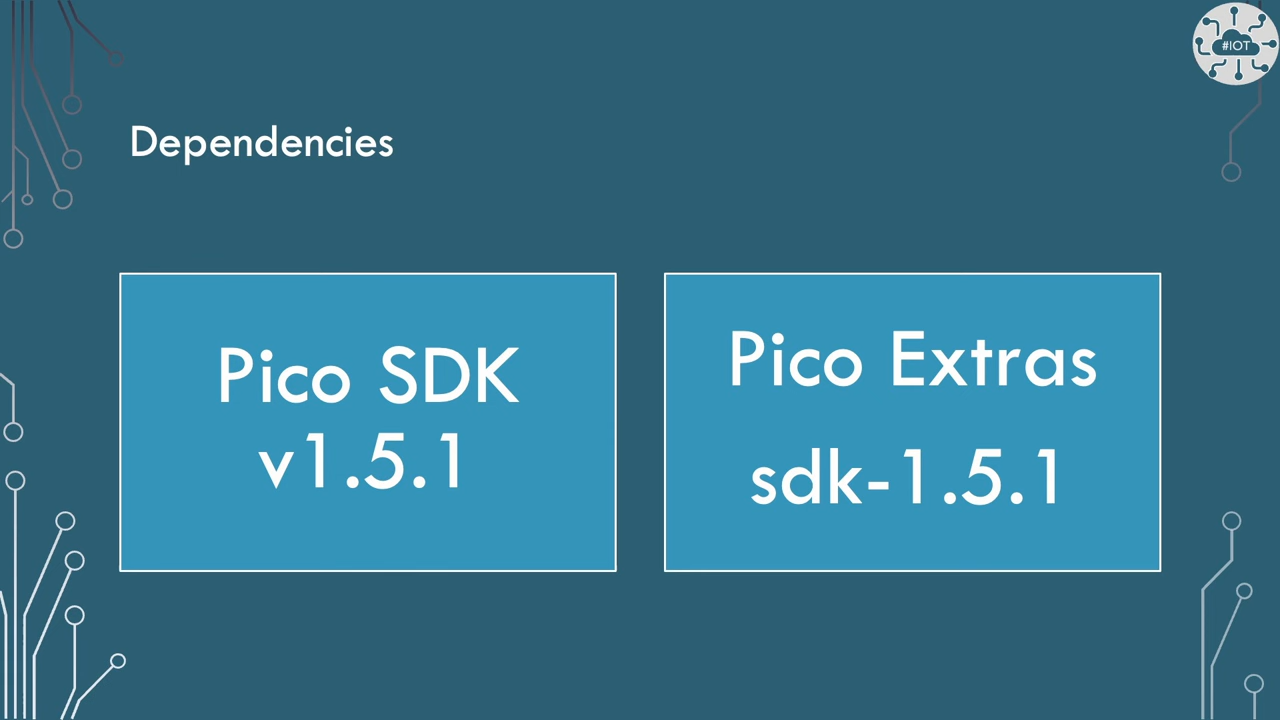 #IOT
Dependencies
Pico SDK
v1.5.1
Pico Extras
sdk-1.5.1